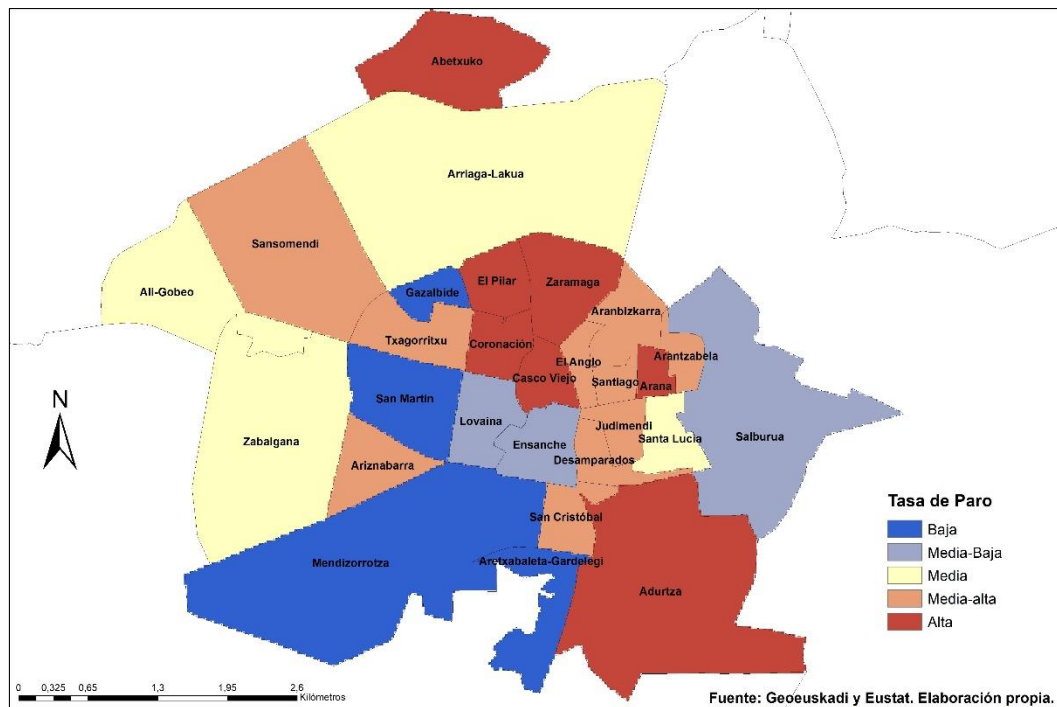 Abetxuko
Arriaga-Lakua
Sansomendi
Ali-Gobeo
El Pilar
Zaramaga
Gazalbide
Aranbizkarra
Txagorritxu
Coronación
El Anglo
Arantzabela
Casco Viejo
Santiago
Arana
San Martín
Lovaina
Judimendi
Santa Lucía
Salburua
Zabalgana
Ensanche
Desamparados
Ariznabarra
San Cristóbal
Mendizorrotza
Aretxabaleta-Gardelegi
Adurtza
N
Tasa de Paro
Baja
Media-Baja
Media
Media-alta
Alta
0 0,325 0,65 1,3 1,95 2,6
Kilómetros
Fuente: Geoeuskadi y Eustat. Elaboración propia.